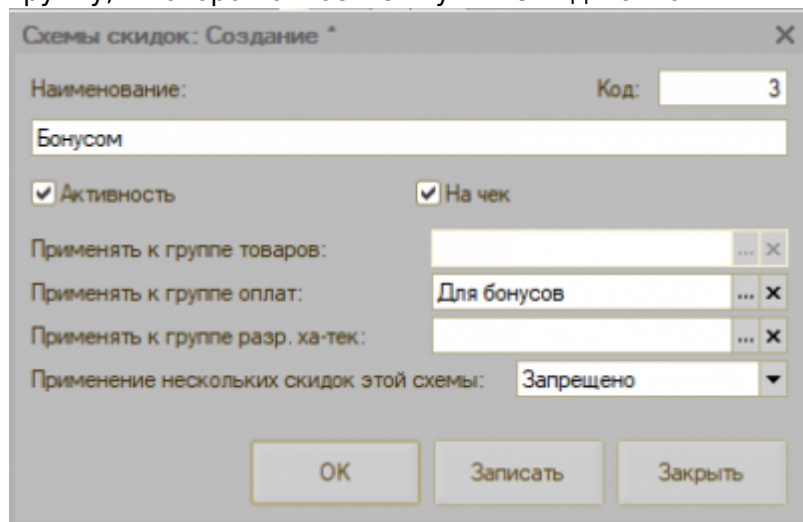 Схемы скидок: Создание *
Наименование: Код: 3
Бонусом
Активность На чек
Применять к группе товаров: ...
Применять к группе оплат: Для бонусов ...
Применять к группе разр. ха-тек: ...
Применение нескольких скидок этой схемы: Запрещено
OK Записать Закрыть